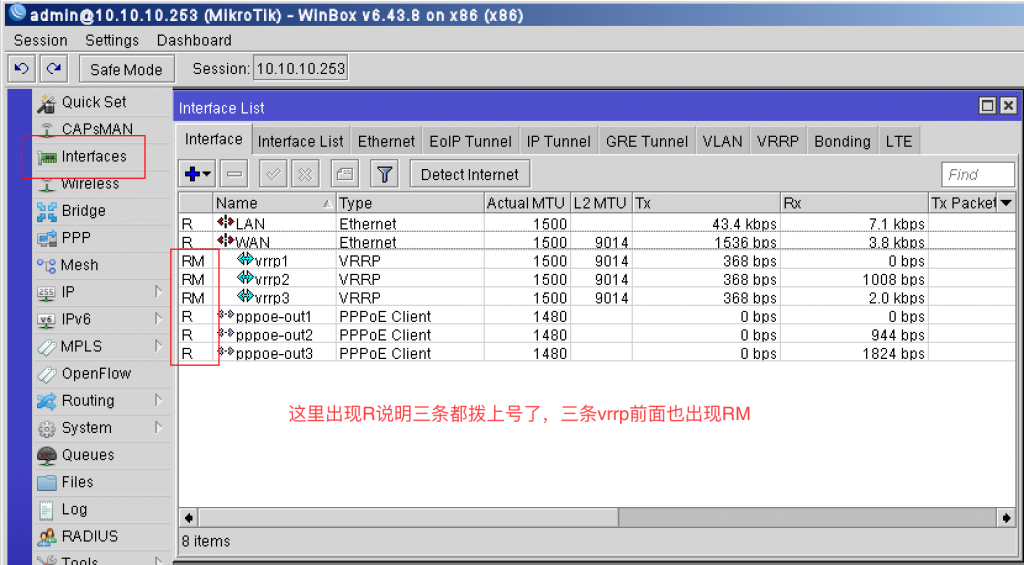 admin@10.10.10.253 (MikroTik) - WinBox v6.43.8 on x86 (x86)
Session Settings Dashboard
Safe Mode Session: 10.10.10.253
Quick Set
CAPsMAN
Interfaces
Wireless
Bridge
PPP
Mesh
IP
IPv6
MPLS
OpenFlow
Routing
System
Queues
Files
Log
RADIUS
Tools
Interface List
Interface Interface List Ethernet EoIP Tunnel IP Tunnel GRE Tunnel VLAN VRRP Bonding LTE
Detect Internet Find
Name Type Actual MTU L2 MTU Tx Rx Tx Packet
R LAN Ethernet 1500 43.4 kbps 7.1 kbps
R WAN Ethernet 1500 9014 1536 bps 3.8 kbps
RM vrrp1 VRRP 1500 9014 368 bps 0 bps
RM vrrp2 VRRP 1500 9014 368 bps 1008 bps
RM vrrp3 VRRP 1500 9014 368 bps 2.0 kbps
R pppoe-out1 PPPoE Client 1480 0 bps 0 bps
R pppoe-out2 PPPoE Client 1480 0 bps 944 bps
R pppoe-out3 PPPoE Client 1480 0 bps 1824 bps
这里出现R说明三条都拨上号了，三条vrrp前面也出现RM
8 items